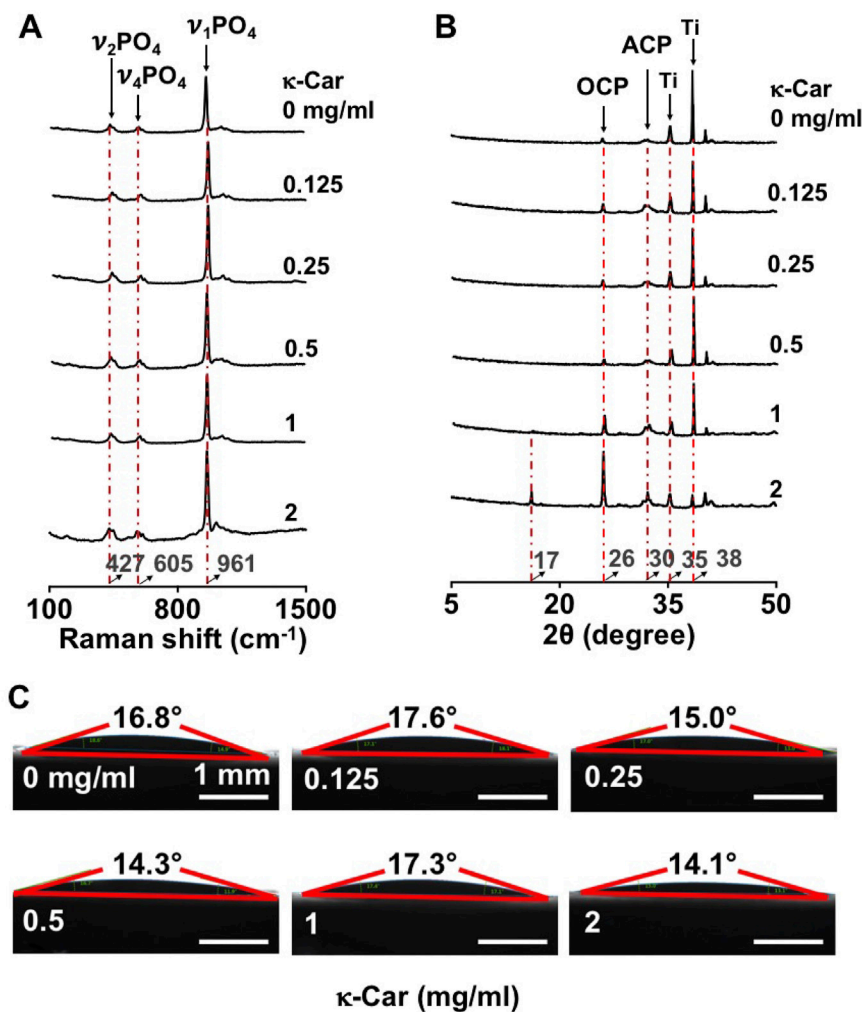 A
ν₂PO₄
ν₄PO₄
ν₁PO₄
κ-Car
0 mg/ml
0.125
0.25
0.5
1
2
427
605
961
100
800
1500
Raman shift (cm⁻¹)
B
OCP
ACP
Ti
Ti
κ-Car
0 mg/ml
0.125
0.25
0.5
1
2
17
26
30
35
38
5
20
35
50
2θ (degree)
C
16.8°
0 mg/ml
1 mm
17.6°
0.125
15.0°
0.25
14.3°
0.5
17.3°
1
14.1°
2
κ-Car (mg/ml)